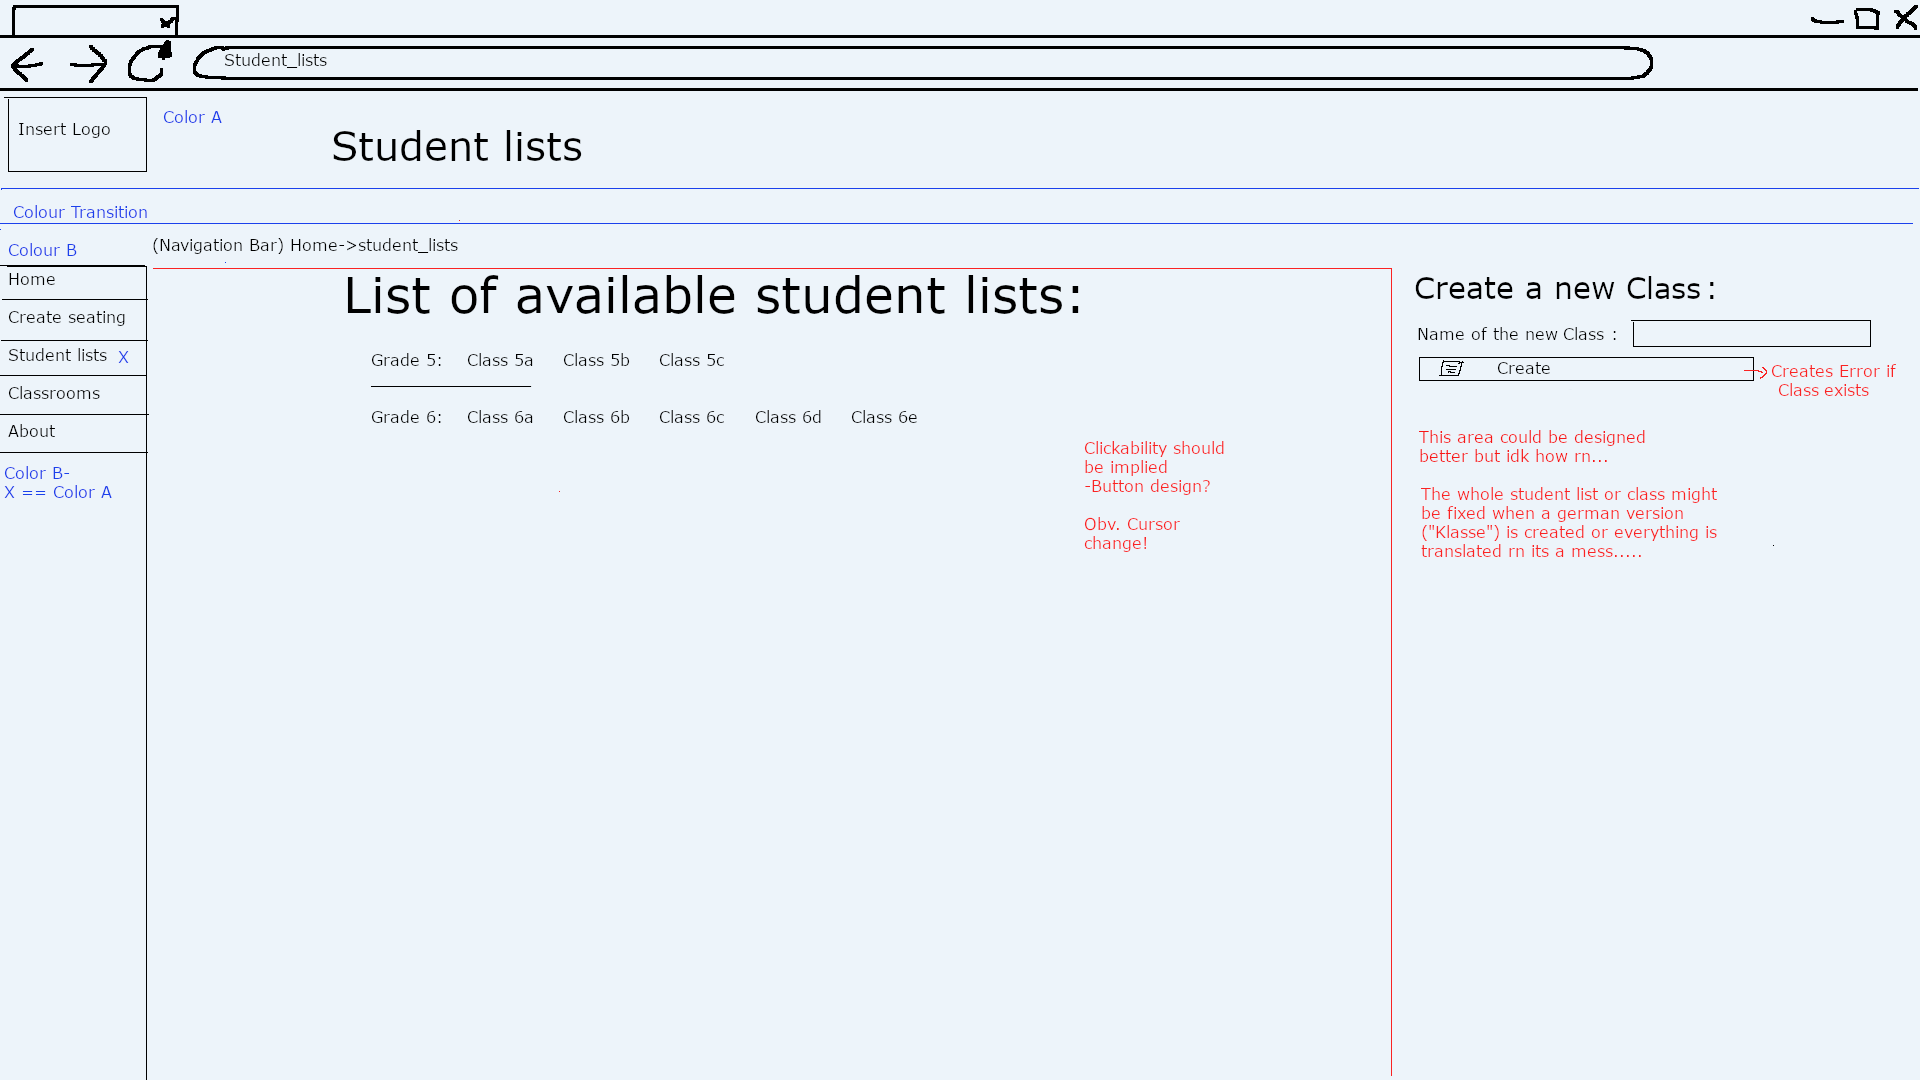 Student_lists
Insert Logo
Color A
Student lists
Colour Transition
Colour B
(Navigation Bar) Home->student_lists
Home
Create seating
Student lists X
Classrooms
About
Color B-
X == Color A
List of available student lists:
Grade 5: Class 5a Class 5b Class 5c
Grade 6: Class 6a Class 6b Class 6c Class 6d Class 6e
Clickability should
be implied
-Button design?
Obv. Cursor
change!
Create a new Class :
Name of the new Class :
Create
Creates Error if
Class exists
This area could be designed
better but idk how rn...
The whole student list or class might
be fixed when a german version
("Klasse") is created or everything is
translated rn its a mess.....